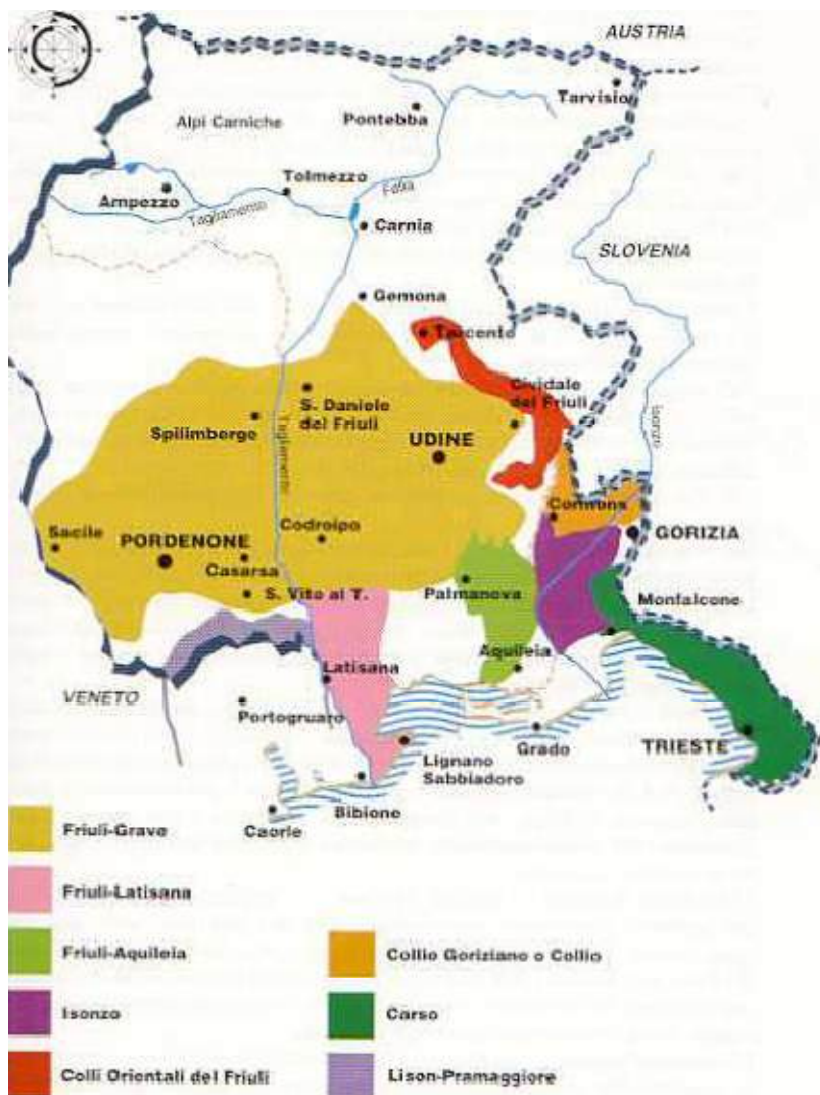 AUSTRIA
Tarvisio
Pontebba
Alpi Carniche
Tolmezzo
Fella
Ampezzo
Tagliamento
Carnia
SLOVENIA
Gemona
Tarcento
Cividale
del Friuli
S. Daniele
del Friuli
Spilimbergo
Tagliamento
UDINE
Isonzo
Cormons
Sacile
PORDENONE
Codroipo
GORIZIA
Casarsa
S. Vito al T.
Palmanova
Monfalcone
Aquileia
Latisana
VENETO
Portogruaro
Grado
TRIESTE
Lignano
Sabbiadoro
Bibione
Caorle
Friuli-Grave
Friuli-Latisana
Friuli-Aquileia
Collio Goriziano o Collio
Isonzo
Carso
Colli Orientali del Friuli
Lison-Pramaggiore